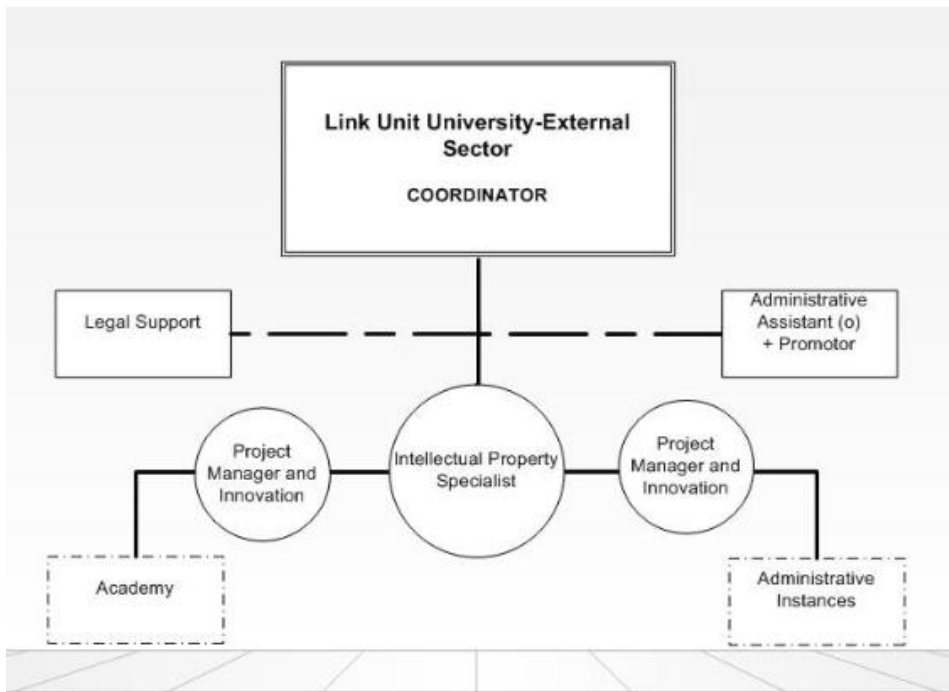 Link Unit University-External
Sector
COORDINATOR
Legal Support
Administrative
Assistant (o)
+ Promotor
Project
Manager and
Innovation
Intellectual Property
Specialist
Project
Manager and
Innovation
Academy
Administrative
Instances